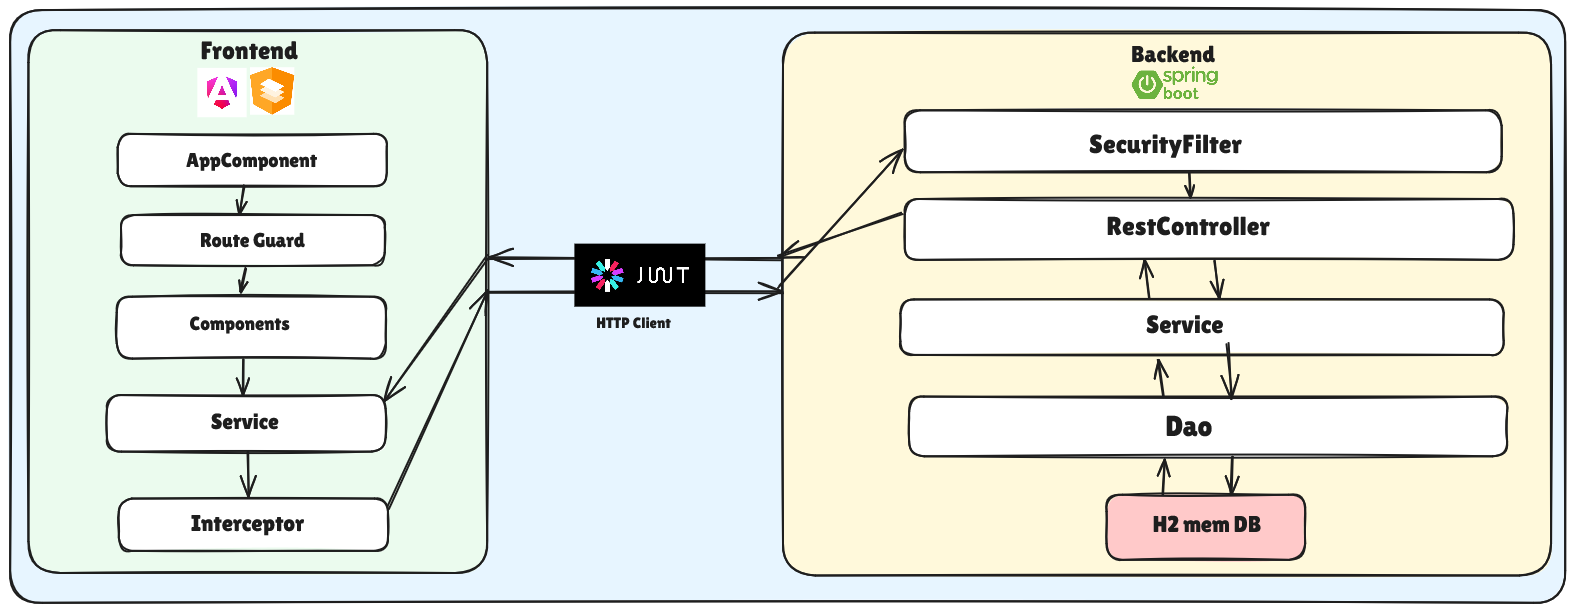 Frontend
AppComponent
Route Guard
Components
Service
Interceptor
JWT
HTTP Client
Backend
spring
boot
SecurityFilter
RestController
Service
Dao
H2 mem DB